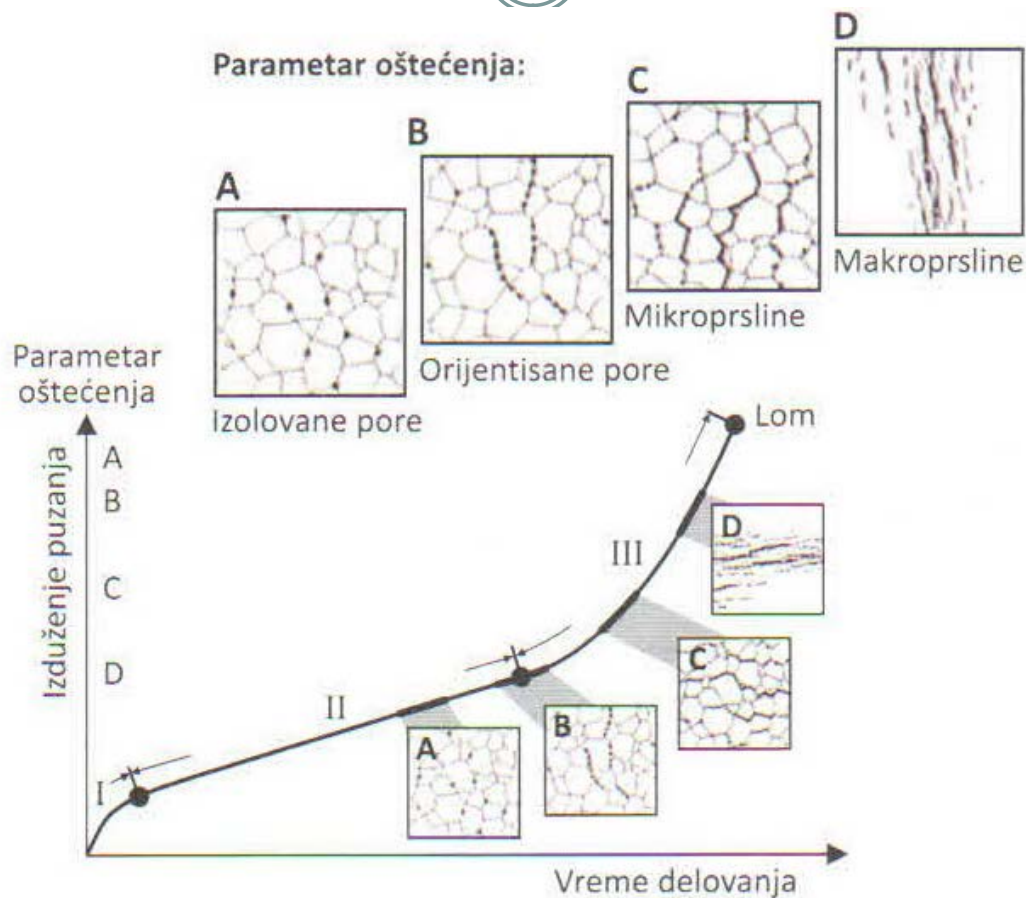 Parametar oštećenja:
A
Izolovane pore
B
Orijentisane pore
C
Mikroprsline
D
Makroprsline
Parametar
oštećenja
Izduženje puzanja
A
B
C
D
I
II
III
Lom
A
B
C
D
Vreme delovanja